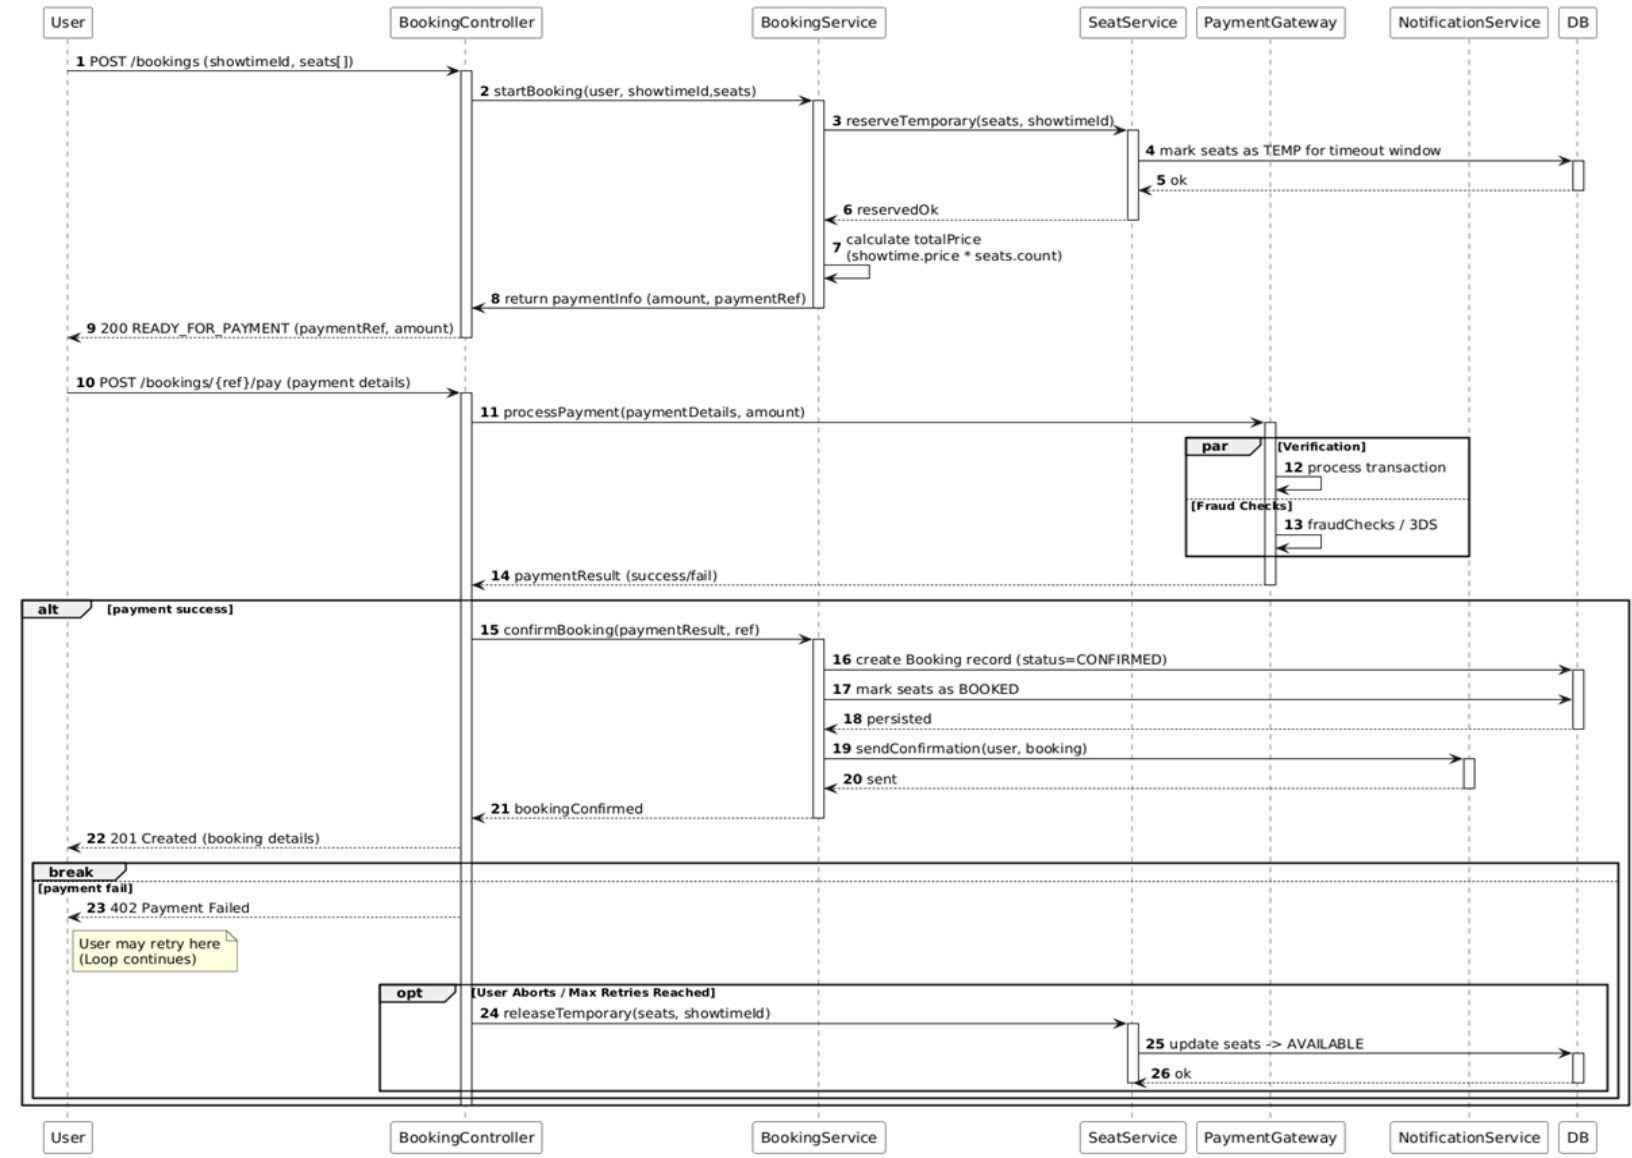 User
BookingController
BookingService
SeatService
PaymentGateway
NotificationService
DB
1 POST /bookings (showtimeId, seats[])
2 startBooking(user, showtimeId,seats)
3 reserveTemporary(seats, showtimeId)
4 mark seats as TEMP for timeout window
5 ok
6 reservedOk
7 calculate totalPrice
(showtime.price * seats.count)
8 return paymentInfo (amount, paymentRef)
9 200 READY_FOR_PAYMENT (paymentRef, amount)
10 POST /bookings/{ref}/pay (payment details)
11 processPayment(paymentDetails, amount)
par [Verification]
12 process transaction
[Fraud Checks]
13 fraudChecks / 3DS
14 paymentResult (success/fail)
alt [payment success]
15 confirmBooking(paymentResult, ref)
16 create Booking record (status=CONFIRMED)
17 mark seats as BOOKED
18 persisted
19 sendConfirmation(user, booking)
20 sent
21 bookingConfirmed
22 201 Created (booking details)
break
[payment fail]
23 402 Payment Failed
User may retry here
(Loop continues)
opt [User Aborts / Max Retries Reached]
24 releaseTemporary(seats, showtimeId)
25 update seats -> AVAILABLE
26 ok
User
BookingController
BookingService
SeatService
PaymentGateway
NotificationService
DB